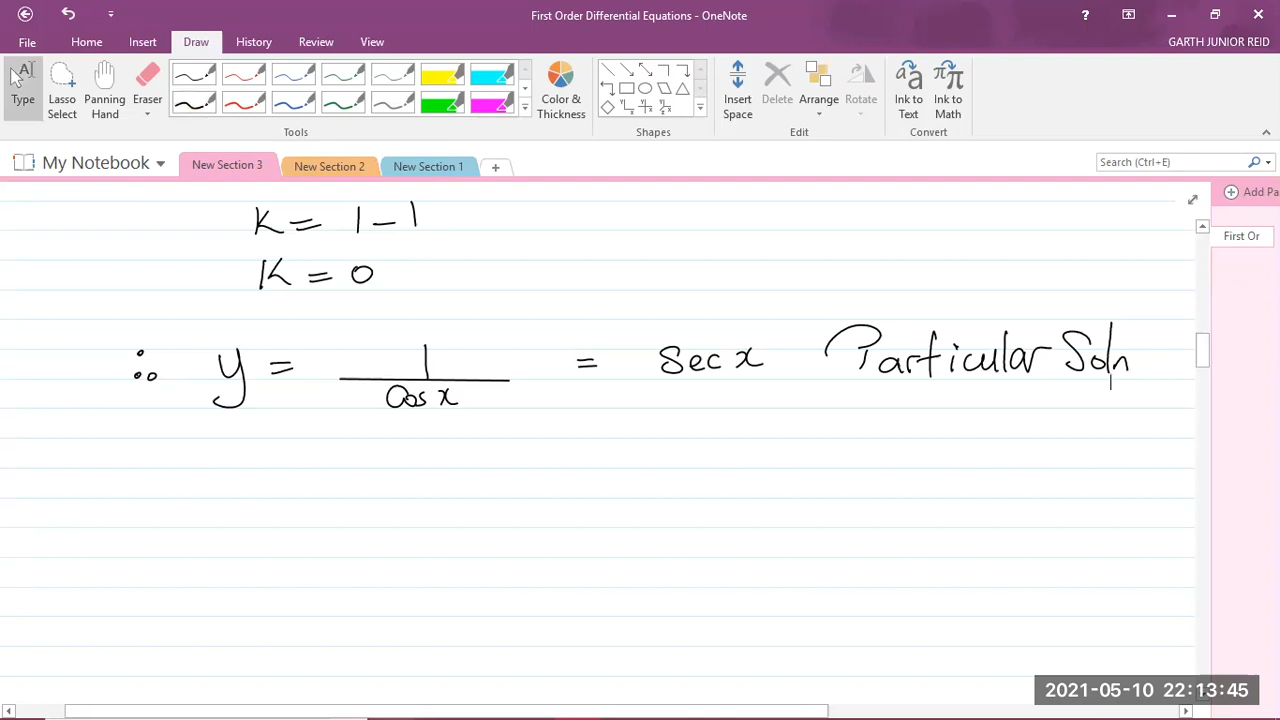 First Order Differential Equations - OneNote
File Home Insert Draw History Review View GARTH JUNIOR REID
Type Lasso Select Panning Hand Eraser Color & Thickness Insert Space Delete Arrange Rotate Ink to Text Ink to Math
Tools Shapes Edit Convert
My Notebook New Section 3 New Section 2 New Section 1 + Search (Ctrl+E)
Add Pa
First Or
K = 1 - 1
K = 0
∴ y = 1 / Cos x = sec x Particular Soln
2021-05-10 22:13:45